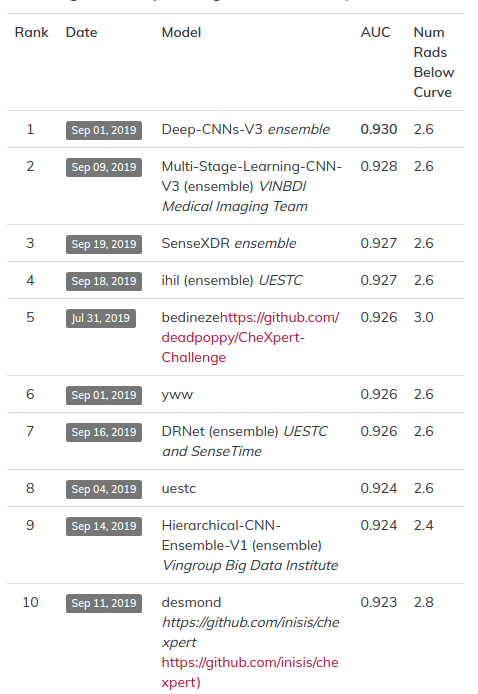 Rank Date Model AUC Num
Rads
Below
Curve
1 Sep 01, 2019 Deep-CNNs-V3 ensemble 0.930 2.6
2 Sep 09, 2019 Multi-Stage-Learning-CNN- 0.928 2.6
V3 (ensemble) VINBDI
Medical Imaging Team
3 Sep 19, 2019 SenseXDR ensemble 0.927 2.6
4 Sep 18, 2019 ihil (ensemble) UESTC 0.927 2.6
5 Jul 31, 2019 bedinezehttps://github.com/ 0.926 3.0
deadpoppy/CheXpert-
Challenge
6 Sep 01, 2019 yww 0.926 2.6
7 Sep 16, 2019 DRNet (ensemble) UESTC 0.926 2.6
and SenseTime
8 Sep 04, 2019 uestc 0.924 2.6
9 Sep 14, 2019 Hierarchical-CNN- 0.924 2.4
Ensemble-V1 (ensemble)
Vingroup Big Data Institute
10 Sep 11, 2019 desmond 0.923 2.8
https://github.com/inisis/che
xpert
https://github.com/inisis/che
xpert)